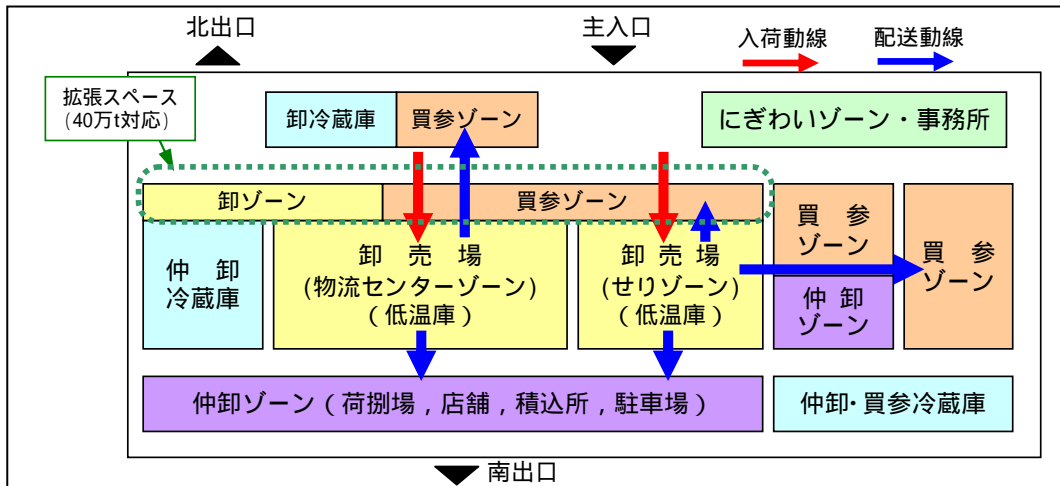 北出口
主入口
入荷動線
配送動線
拡張スペース
(40万t対応)
卸冷蔵庫
買参ゾーン
にぎわいゾーン・事務所
卸ゾーン
買参ゾーン
仲 卸
冷蔵庫
卸 売 場
(物流センターゾーン)
(低温庫)
卸 売 場
(せりゾーン)
(低温庫)
買 参
ゾーン
仲 卸
ゾーン
買 参
ゾーン
仲卸ゾーン(荷捌場,店舗,積込所,駐車場)
仲卸・買参冷蔵庫
南出口